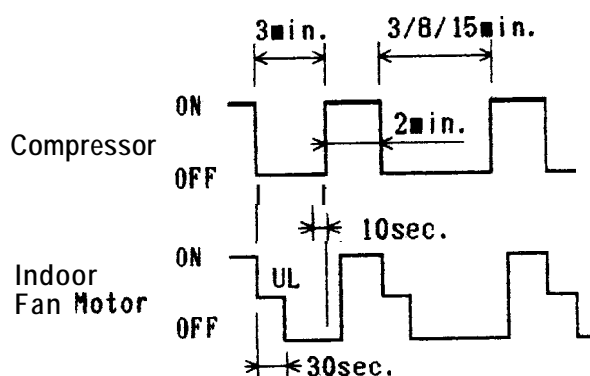 3min.
3/8/15min.
ON
Compressor
2min.
OFF
10sec.
ON
Indoor
UL
Fan Motor
OFF
30sec.